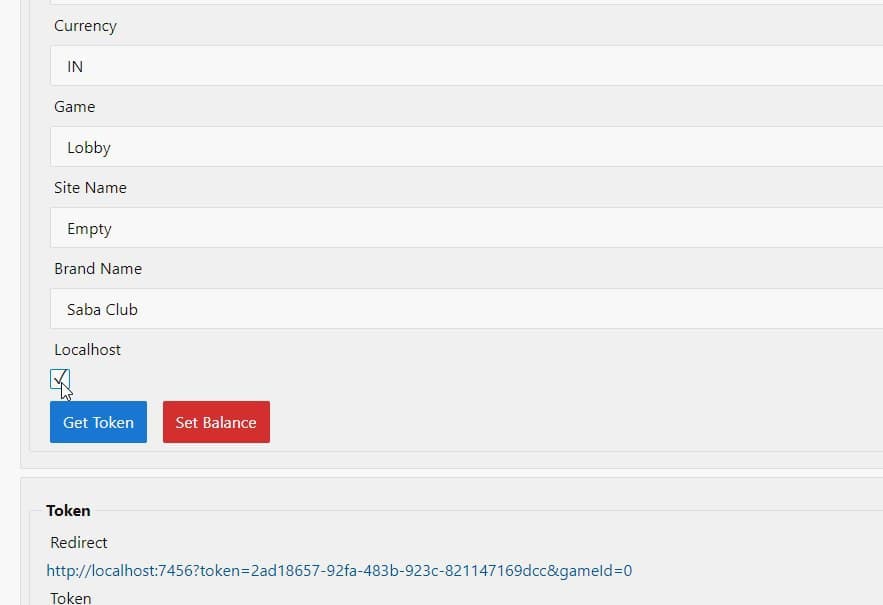 Currency
IN
Game
Lobby
Site Name
Empty
Brand Name
Saba Club
Localhost
Get Token Set Balance
Token
Redirect
http://localhost:7456?token=2ad18657-92fa-483b-923c-821147169dcc&gameId=0
Token